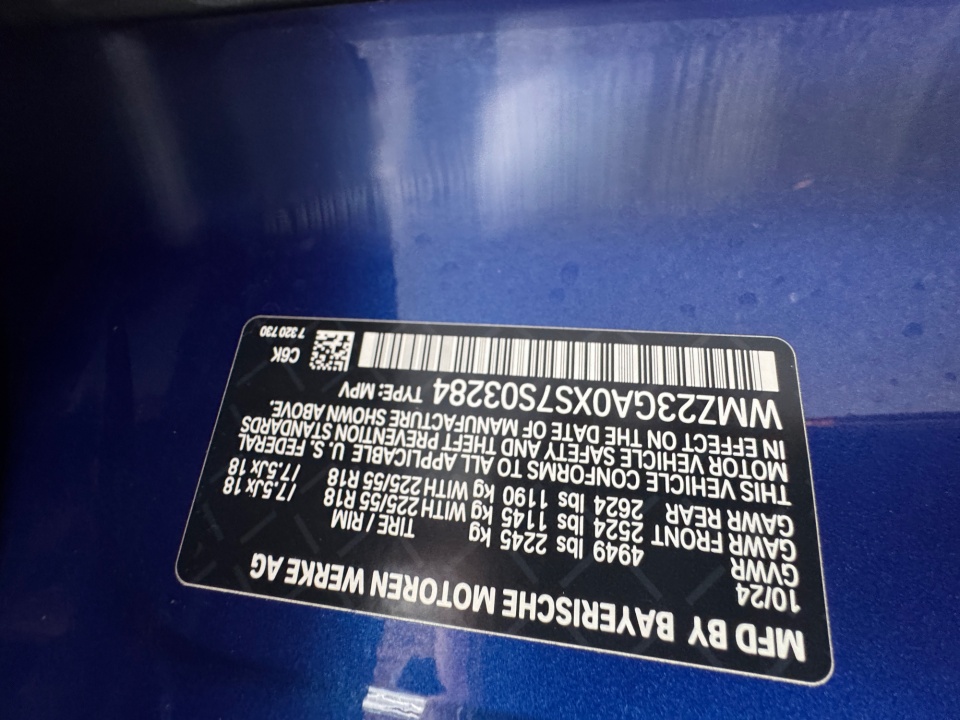 MFD BY BAYERISCHE MOTOREN WERKE AG
10/24
GVWR 4949 lbs 2245 kg TIRE / RIM
GAWR FRONT 2524 lbs 1145 kg WITH 225/55 R18 /7.5Jx 18
GAWR REAR 2624 lbs 1190 kg WITH 225/55 R18 /7.5Jx 18
THIS VEHICLE CONFORMS TO ALL APPLICABLE U. S. FEDERAL
MOTOR VEHICLE SAFETY AND THEFT PREVENTION STANDARDS
IN EFFECT ON THE DATE OF MANUFACTURE SHOWN ABOVE.
WMZ23GA0XS7S03284 TYPE: MPV
C6K
7 320 730